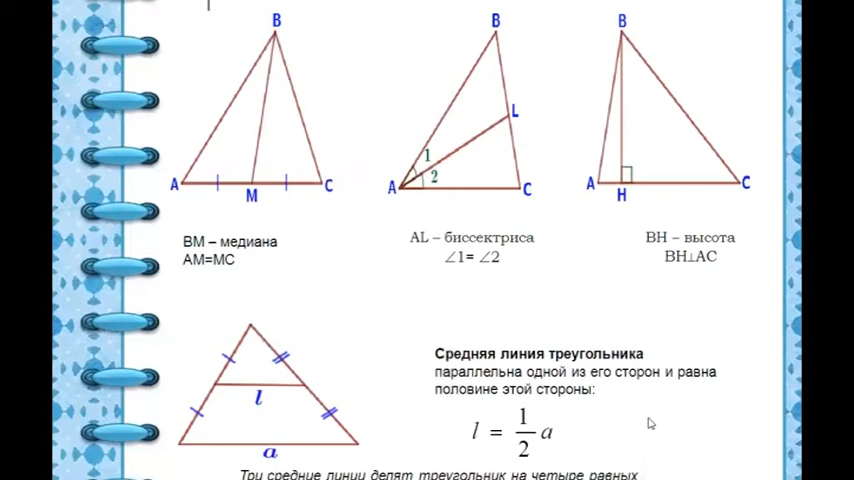 B
A
M
C
B
L
1
2
A
C
B
A
H
C
BM – медиана
AM=MC
AL – биссектриса
∠1= ∠2
BH – высота
BH⊥AC
l
a
Средняя линия треугольника
параллельна одной из его сторон и равна
половине этой стороны:
l = 1/2 a
Три средние линии делят треугольник на четыре равных